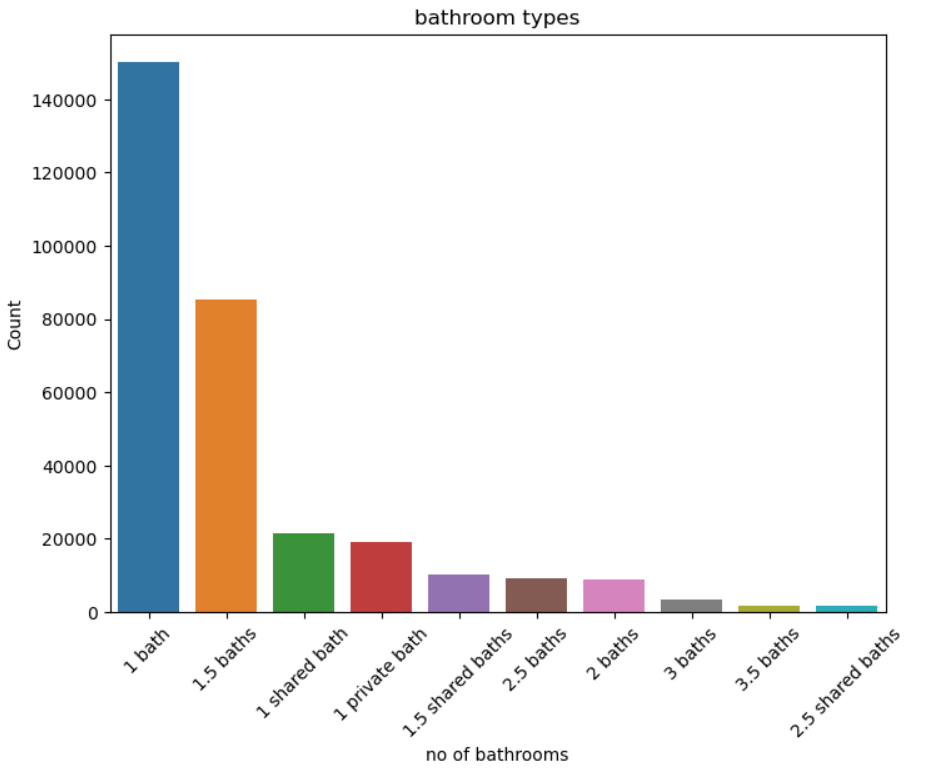 bathroom types
Count
140000
120000
100000
80000
60000
40000
20000
0
1 bath
1.5 baths
1 shared bath
1 private bath
1.5 shared baths
2.5 baths
2 baths
3 baths
3.5 baths
2.5 shared baths
no of bathrooms